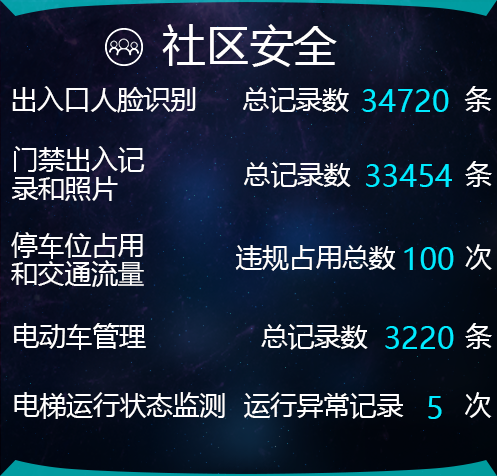 社区安全
出入口人脸识别 总记录数 34720 条
门禁出入记
录和照片 总记录数 33454 条
停车位占用
和交通流量 违规占用总数 100 次
电动车管理 总记录数 3220 条
电梯运行状态监测 运行异常记录 5 次